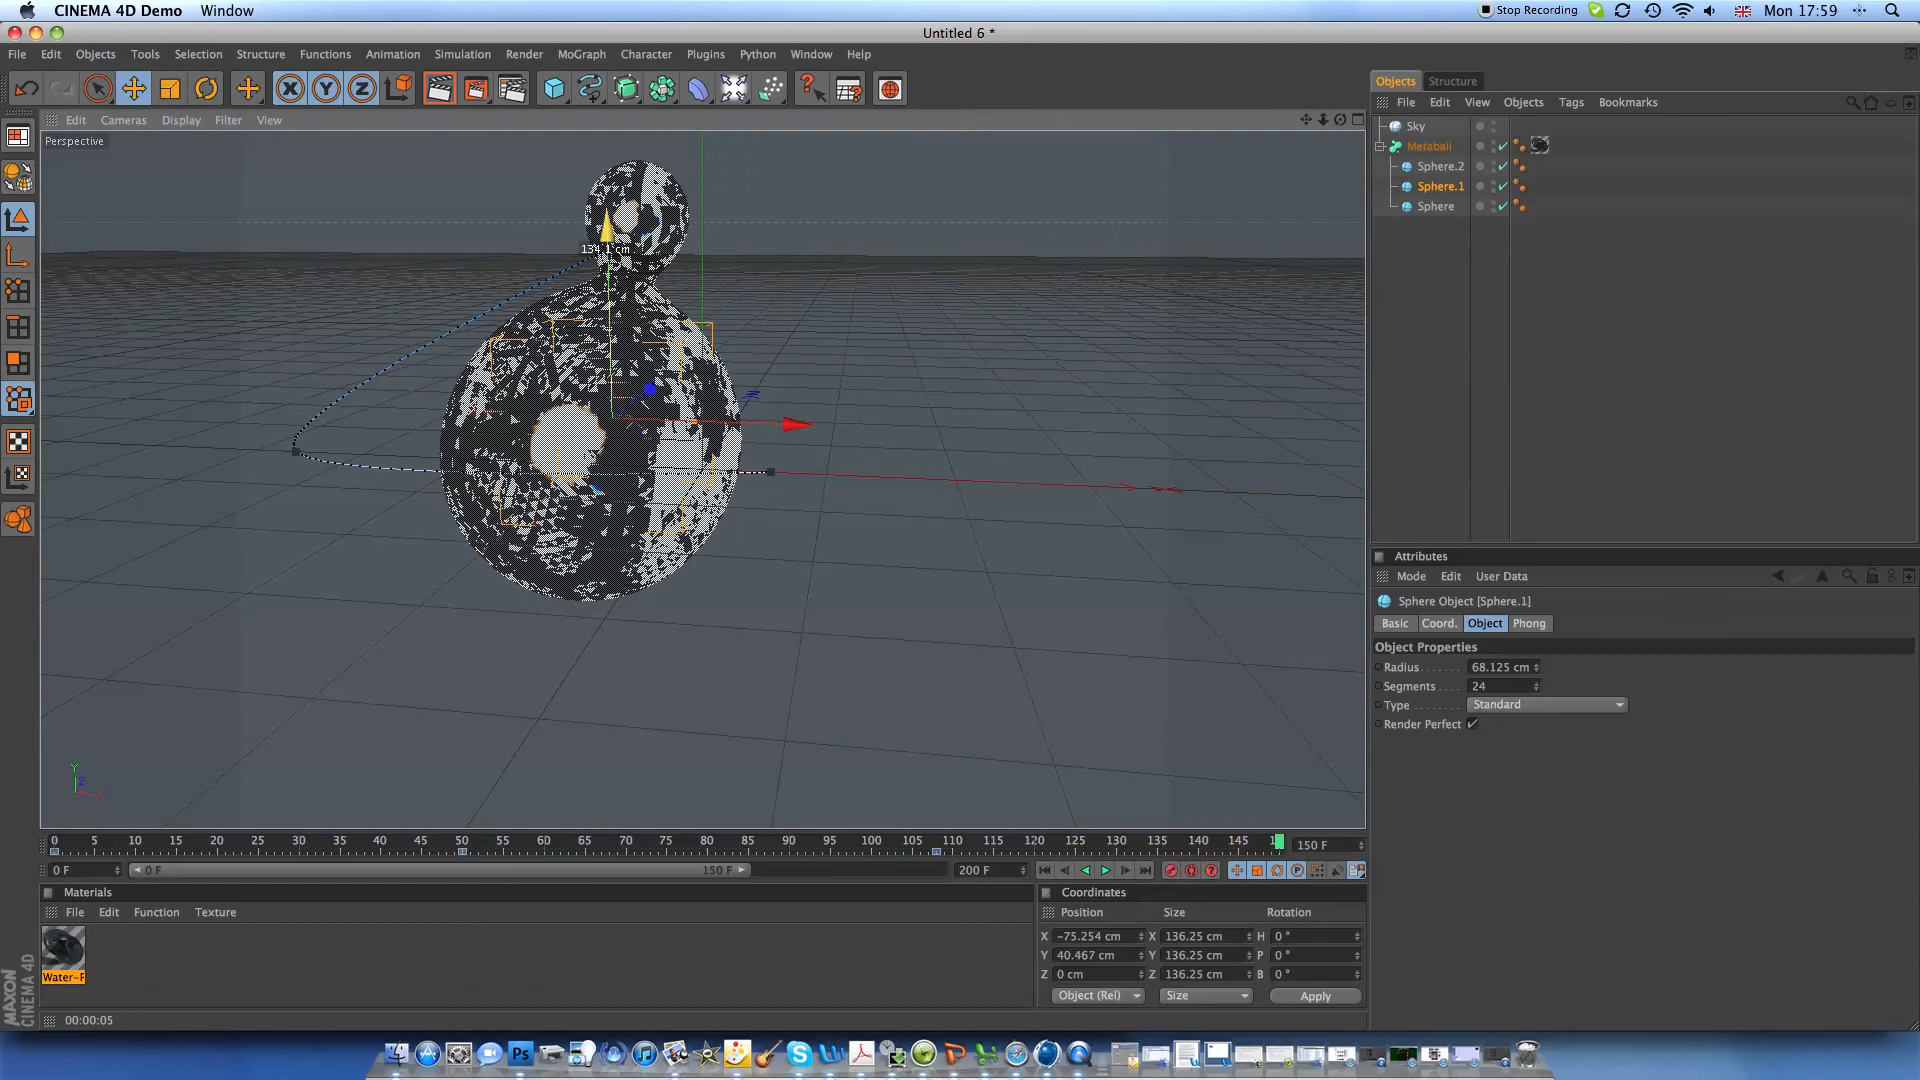 CINEMA 4D Demo Window
Stop Recording Mon 17:59
Untitled 6 *
File Edit Objects Tools Selection Structure Functions Animation Simulation Render MoGraph Character Plugins Python Window Help
Objects Structure
File Edit View Objects Tags Bookmarks
Edit Cameras Display Filter View
Perspective
Sky
Metaball
Sphere.2
Sphere.1
Sphere
134.1 cm
Attributes
Mode Edit User Data
Sphere Object [Sphere.1]
Basic Coord. Object Phong
Object Properties
Radius 68.125 cm
Segments 24
Type Standard
Render Perfect
Y
Z
X
0 5 10 15 20 25 30 35 40 45 50 55 60 65 70 75 80 85 90 95 100 105 110 115 120 125 130 135 140 145 150 F
0 F 0 F 150 F 200 F
Materials
File Edit Function Texture
Water-F
Coordinates
Position Size Rotation
X -75.254 cm X 136.25 cm H 0 °
Y 40.467 cm Y 136.25 cm P 0 °
Z 0 cm Z 136.25 cm B 0 °
Object (Rel) Size Apply
MAXON
CINEMA 4D
00:00:05